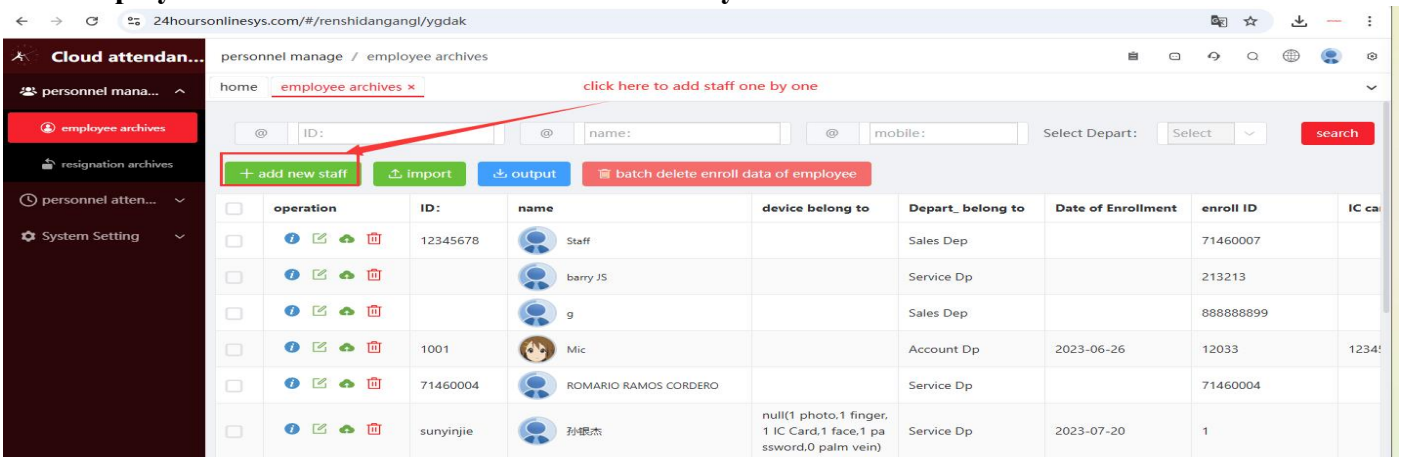 24hoursonlinesys.com/#/renshidangangl/ygdak
Cloud attendan... personnel manage / employee archives
personnel mana... home employee archives × click here to add staff one by one
employee archives @ ID: @ name: @ mobile: Select Depart: Select search
resignation archives + add new staff import output batch delete enroll data of employee
personnel atten... operation ID: name device belong to Depart_ belong to Date of Enrollment enroll ID IC ca
System Setting 12345678 Staff Sales Dep 71460007
barry JS Service Dp 213213
g Sales Dep 888888899
1001 Mic Account Dp 2023-06-26 12033 1234
71460004 ROMARIO RAMOS CORDERO Service Dp 71460004
null(1 photo,1 finger,
sunyinjie 孙银杰 1 IC Card,1 face,1 pa Service Dp 2023-07-20 1
ssword,0 palm vein)